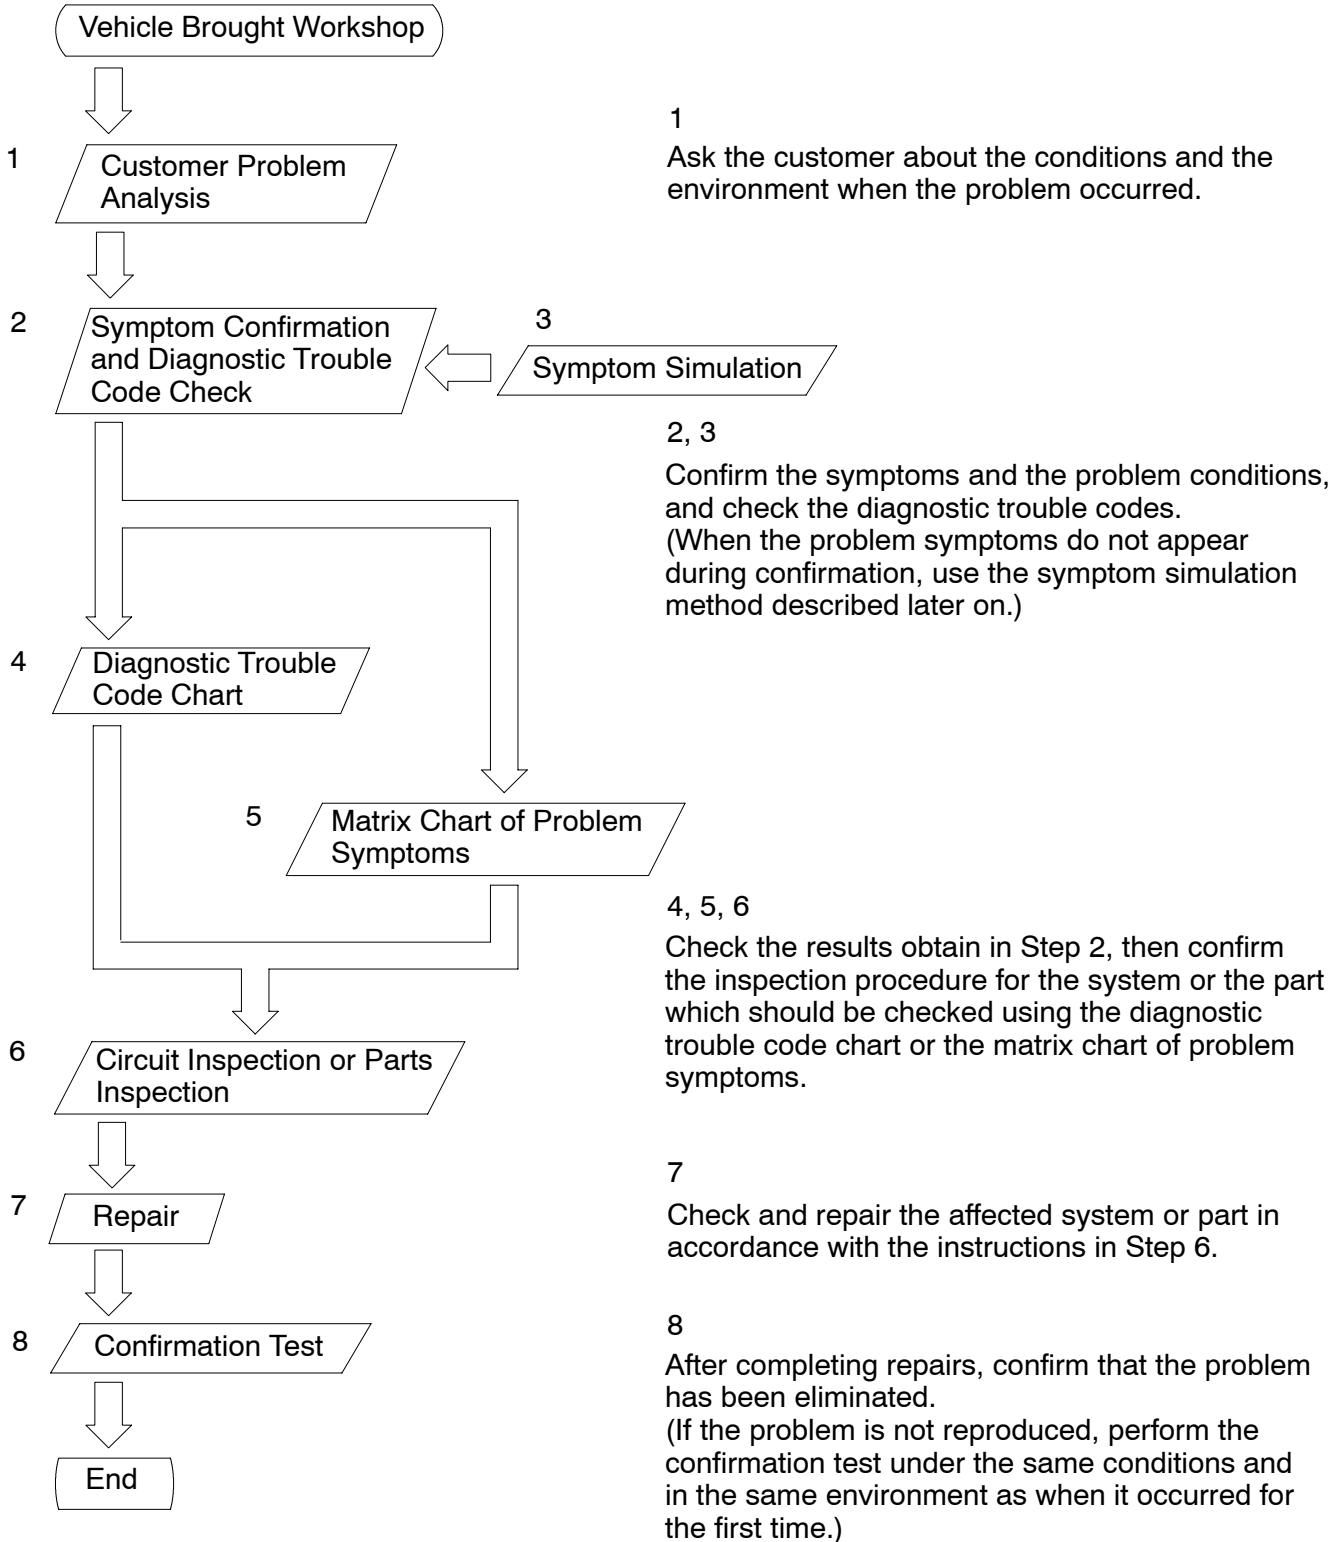 Vehicle Brought Workshop
1
Customer Problem
Analysis
1
Ask the customer about the conditions and the
environment when the problem occurred.
2
Symptom Confirmation
and Diagnostic Trouble
Code Check
3
Symptom Simulation
2, 3
Confirm the symptoms and the problem conditions,
and check the diagnostic trouble codes.
(When the problem symptoms do not appear
during confirmation, use the symptom simulation
method described later on.)
4
Diagnostic Trouble
Code Chart
5
Matrix Chart of Problem
Symptoms
4, 5, 6
Check the results obtain in Step 2, then confirm
the inspection procedure for the system or the part
which should be checked using the diagnostic
trouble code chart or the matrix chart of problem
symptoms.
6
Circuit Inspection or Parts
Inspection
7
Repair
7
Check and repair the affected system or part in
accordance with the instructions in Step 6.
8
Confirmation Test
8
After completing repairs, confirm that the problem
has been eliminated.
(If the problem is not reproduced, perform the
confirmation test under the same conditions and
in the same environment as when it occurred for
the first time.)
End